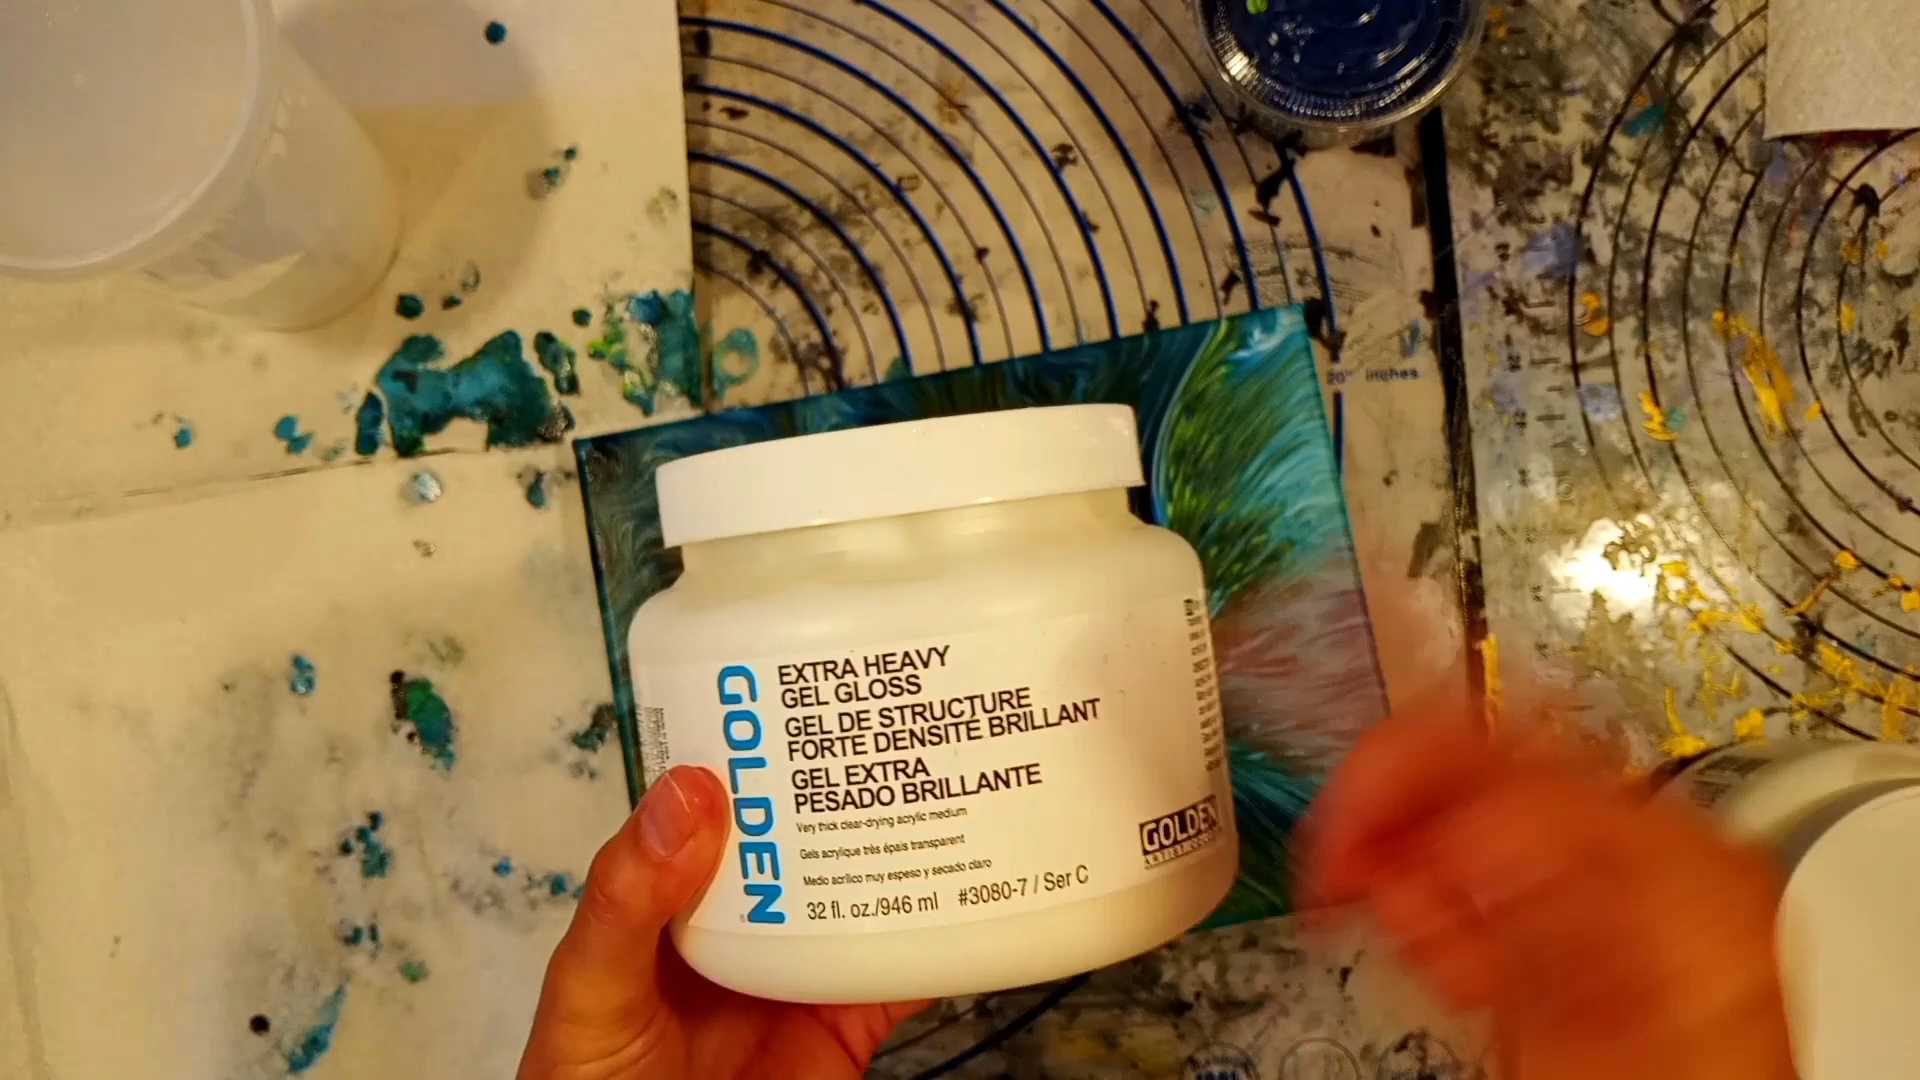 GOLDEN
EXTRA HEAVY
GEL GLOSS
GEL DE STRUCTURE
FORTE DENSITÉ BRILLANT
GEL EXTRA
PESADO BRILLANTE
Very thick clear-drying acrylic medium
Gels acrylique très épais transparent
Medio acrílico muy espeso y secado claro
32 fl. oz./946 ml #3080-7 / Ser C
GOLDEN
20" inches